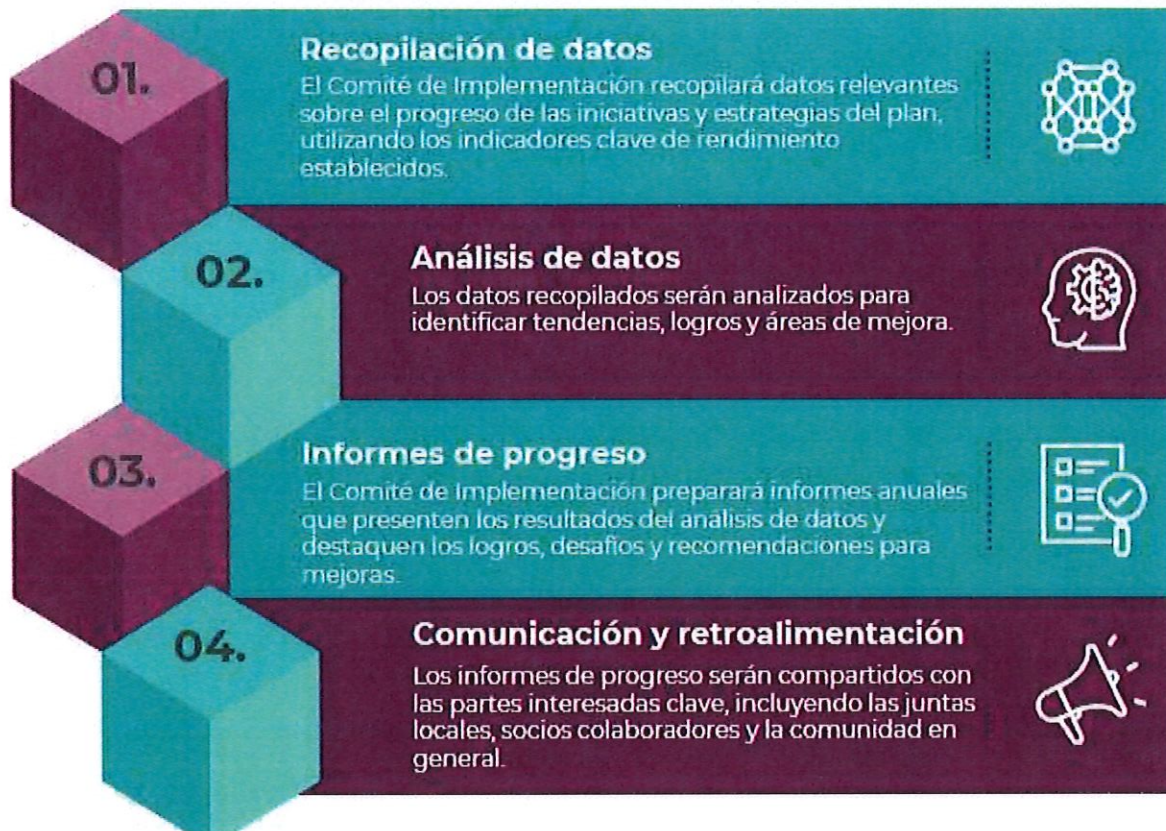 01.
Recopilación de datos
El Comité de Implementación recopilará datos relevantes
sobre el progreso de las iniciativas y estrategias del plan,
utilizando los indicadores clave de rendimiento
establecidos.
02.
Análisis de datos
Los datos recopilados serán analizados para
identificar tendencias, logros y áreas de mejora.
03.
Informes de progreso
El Comité de Implementación preparará informes anuales
que presenten los resultados del análisis de datos y
destaquen los logros, desafíos y recomendaciones para
mejoras.
04.
Comunicación y retroalimentación
Los informes de progreso serán compartidos con
las partes interesadas clave, incluyendo las juntas
locales, socios colaboradores y la comunidad en
general.